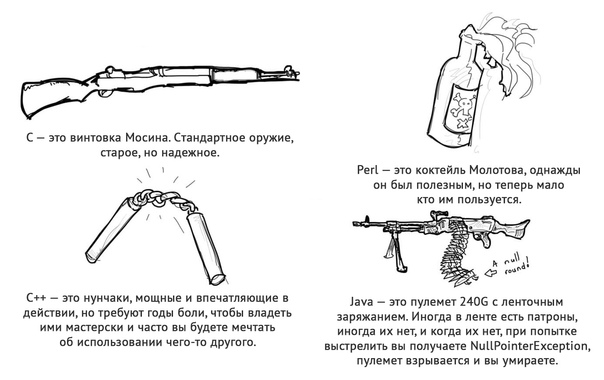 С — это винтовка Мосина. Стандартное оружие,
старое, но надежное.
Perl — это коктейль Молотова, однажды
он был полезным, но теперь мало
кто им пользуется.
С++ — это нунчаки, мощные и впечатляющие в
действии, но требуют годы боли, чтобы владеть
ими мастерски и часто вы будете мечтать
об использовании чего-то другого.
A null
round!
Java — это пулемет 240G с ленточным
заряжанием. Иногда в ленте есть патроны,
иногда их нет, и когда их нет, при попытке
выстрелить вы получаете NullPointerException,
пулемет взрывается и вы умираете.